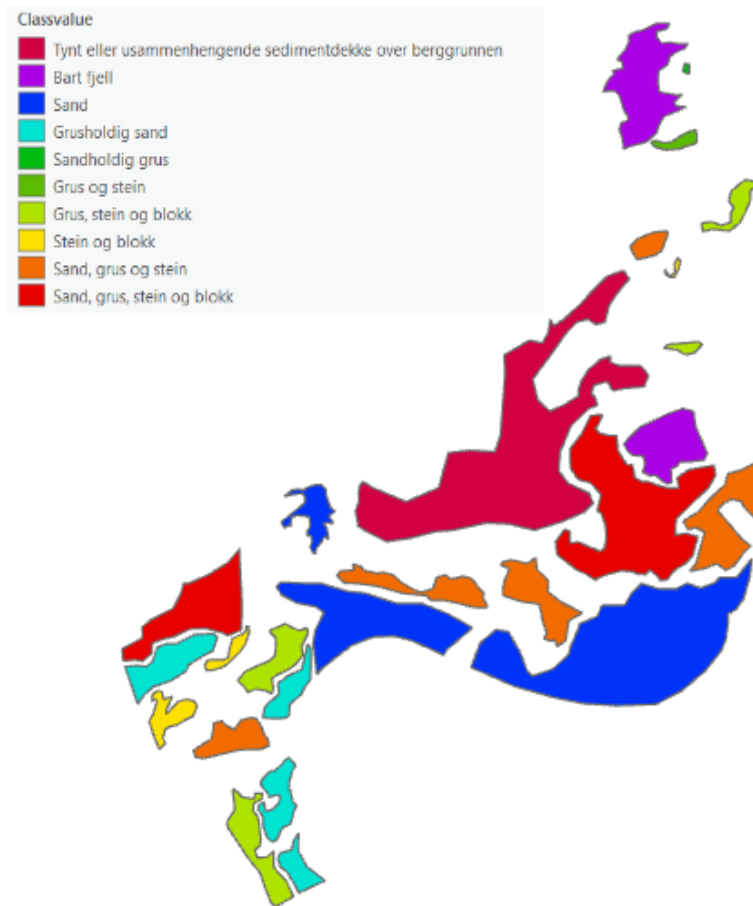 Classvalue
Tynt eller usammenhengende sedimentdekke over berggrunnen
Bart fjell
Sand
Grusholdig sand
Sandholdig grus
Grus og stein
Grus, stein og blokk
Stein og blokk
Sand, grus og stein
Sand, grus, stein og blokk